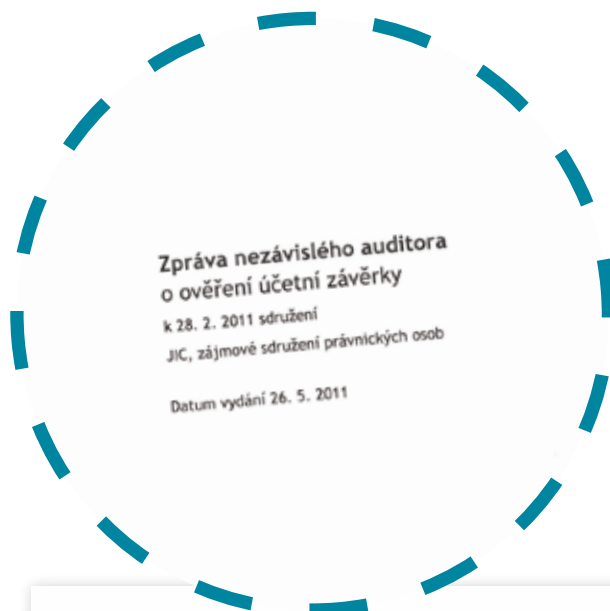 Zpráva nezávislého auditora
o ověření účetní závěrky
k 28. 2. 2011 sdružení
JIC, zájmové sdružení právnických osob
Datum vydání 26. 5. 2011